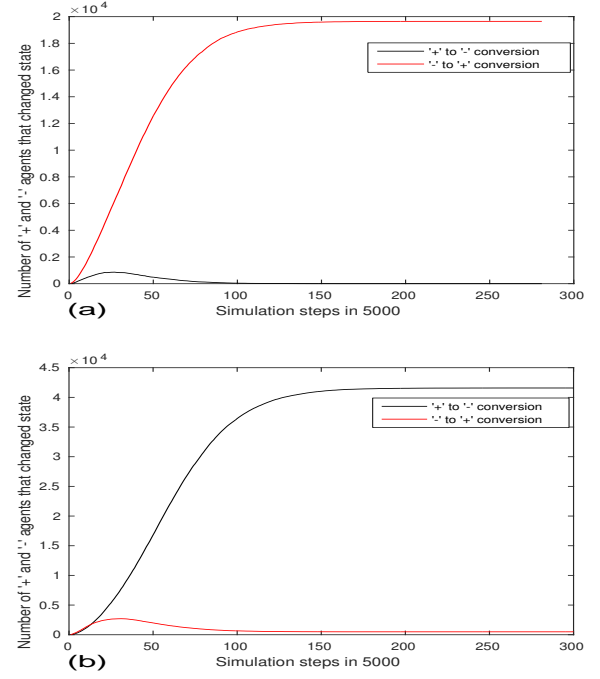 ×10⁴
2
1.8
1.6
1.4
1.2
1
0.8
0.6
0.4
0.2
0
Number of '+' and '-' agents that changed state
'+' to '-' conversion
'-' to '+' conversion
0 50 100 150 200 250 300
(a) Simulation steps in 5000
×10⁴
4.5
4
3.5
3
2.5
2
1.5
1
0.5
0
Number of '+' and '-' agents that changed state
'+' to '-' conversion
'-' to '+' conversion
0 50 100 150 200 250 300
(b) Simulation steps in 5000